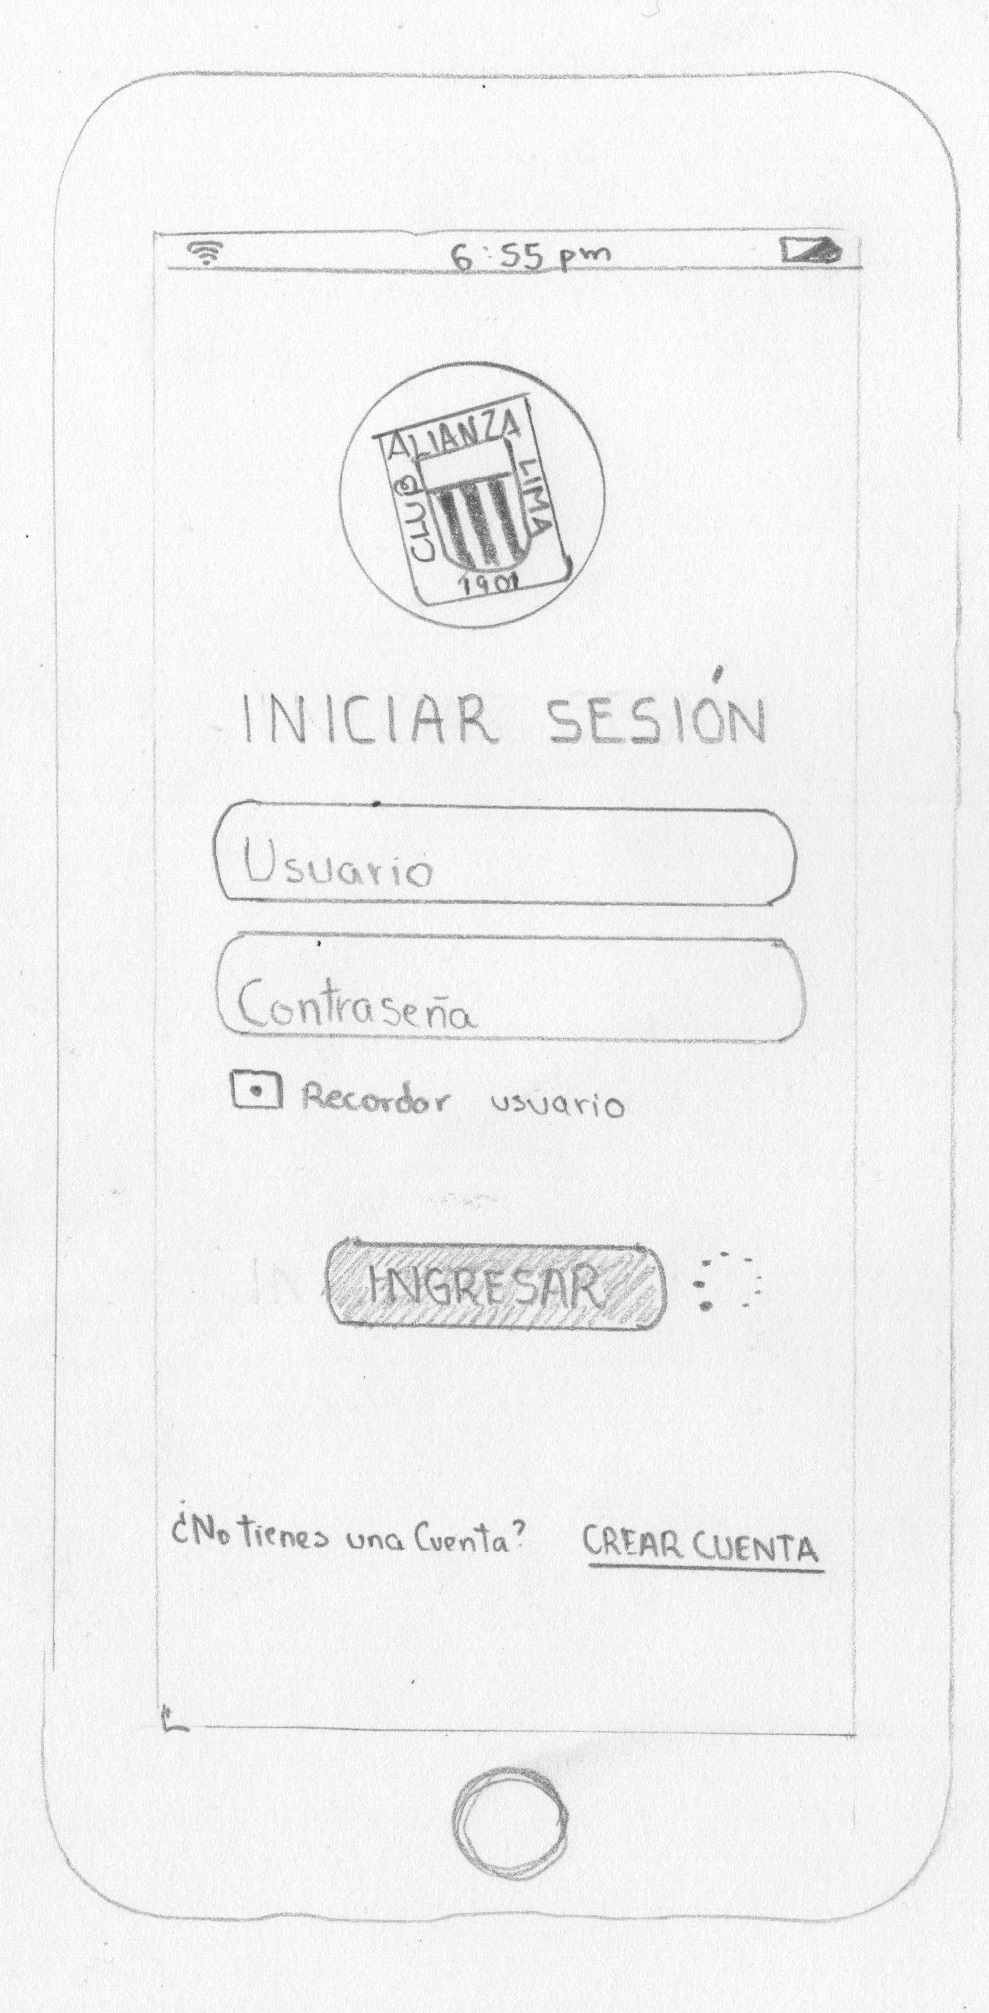 6:55 pm
CLUB ALIANZA LIMA
1901
INICIAR SESIÓN
Usuario
Contraseña
Recordar usuario
INGRESAR
¿No tienes una Cuenta? CREAR CUENTA